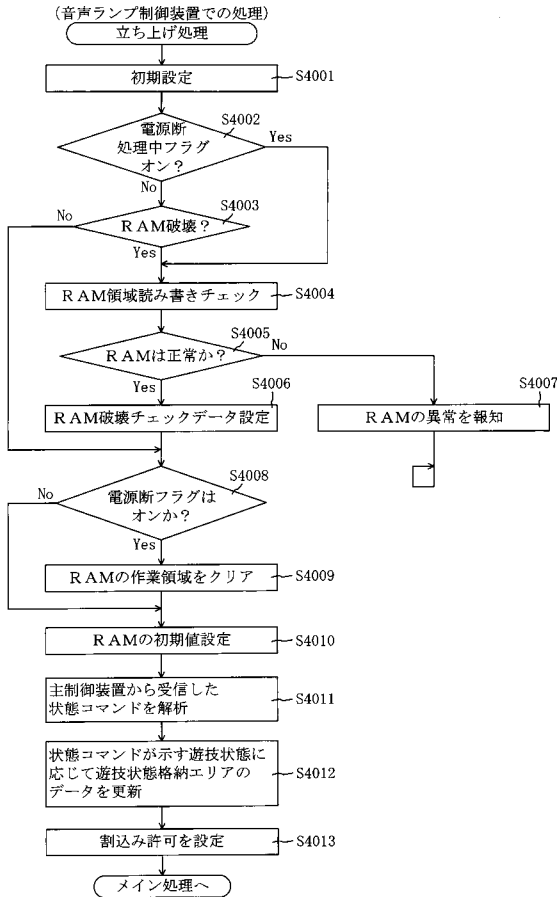 (音声ランプ制御装置での処理)
立ち上げ処理
初期設定
S4001
電源断
処理中フラグ
オン?
S4002
Yes
No
RAM破壊?
S4003
No
Yes
RAM領域読み書きチェック
S4004
RAMは正常か?
S4005
No
Yes
RAM破壊チェックデータ設定
S4006
RAMの異常を報知
S4007
電源断フラグは
オンか?
S4008
No
Yes
RAMの作業領域をクリア
S4009
RAMの初期値設定
S4010
主制御装置から受信した
状態コマンドを解析
S4011
状態コマンドが示す遊技状態に
応じて遊技状態格納エリアの
データを更新
S4012
割込み許可を設定
S4013
メイン処理へ